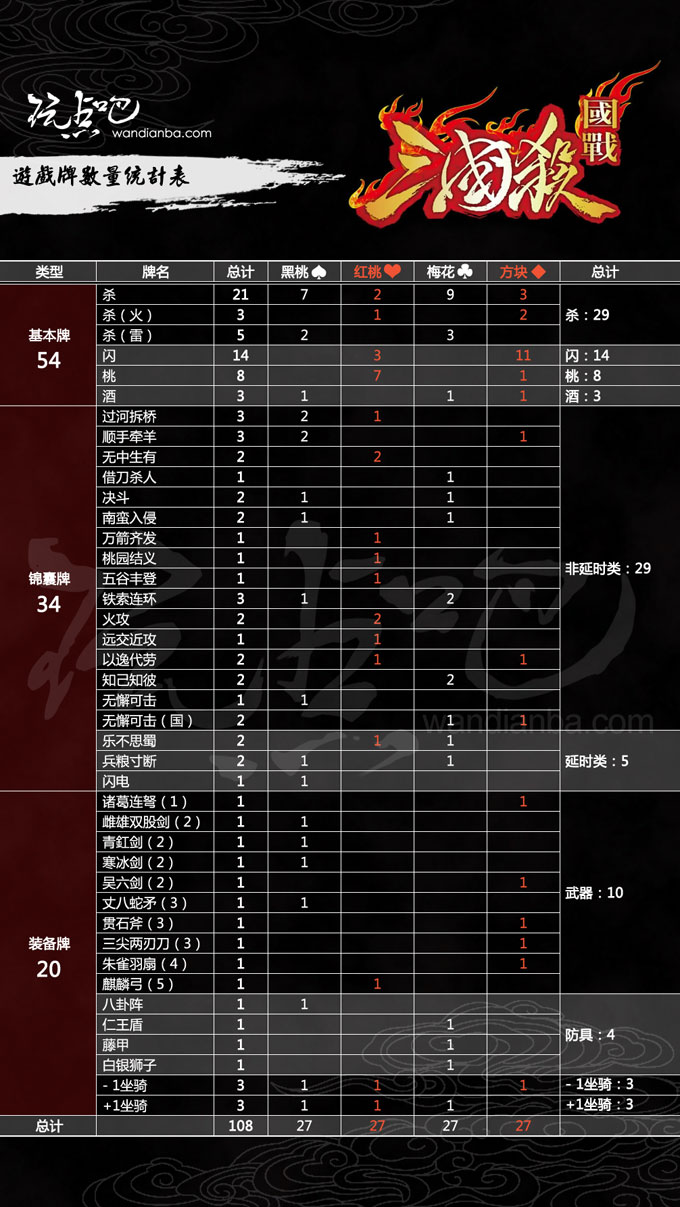 玩点吧
wandianba.com
國戰
三國殺
遊戲牌數量統計表
类型 牌名 总计 黑桃♠ 红桃♥ 梅花♣ 方块♦ 总计
基本牌
54
杀 21 7 2 9 3
杀（火） 3 1 2
杀（雷） 5 2 3
杀：29
闪 14 3 11 闪：14
桃 8 7 1 桃：8
酒 3 1 1 1 酒：3
锦囊牌
34
过河拆桥 3 2 1
顺手牵羊 3 2 1
无中生有 2 2
借刀杀人 1 1
决斗 2 1 1
南蛮入侵 2 1 1
万箭齐发 1 1
桃园结义 1 1
五谷丰登 1 1
铁索连环 3 1 2
火攻 2 2
远交近攻 1 1
以逸代劳 2 1 1
知己知彼 2 2
无懈可击 1 1
无懈可击（国） 2 1 1
非延时类：29
wandianba.com
乐不思蜀 2 1 1
兵粮寸断 2 1 1
闪电 1 1
延时类：5
装备牌
20
诸葛连弩（1） 1 1
雌雄双股剑（2） 1 1
青釭剑（2） 1 1
寒冰剑（2） 1 1
吴六剑（2） 1 1
丈八蛇矛（3） 1 1
贯石斧（3） 1 1
三尖两刃刀（3） 1 1
朱雀羽扇（4） 1 1
麒麟弓（5） 1 1
武器：10
八卦阵 1 1
仁王盾 1 1
藤甲 1 1
白银狮子 1 1
防具：4
- 1坐骑 3 1 1 1 - 1坐骑：3
+1坐骑 3 1 1 1 +1坐骑：3
总计 108 27 27 27 27
玩点吧